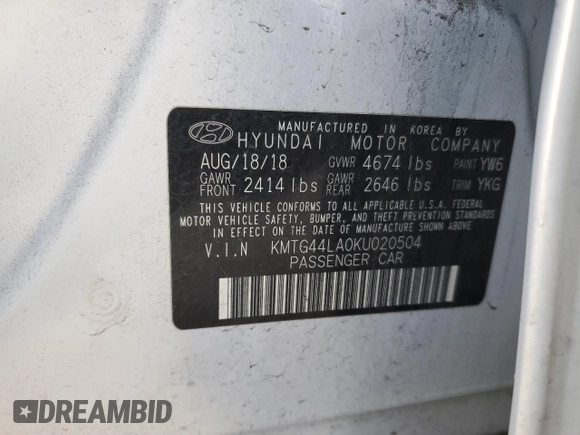 MANUFACTURED IN KOREA BY
HYUNDAI MOTOR COMPANY
AUG/18/18 GVWR 4674 lbs PAINT YW6
GAWR FRONT 2414 lbs GAWR REAR 2646 lbs TRIM YKG
THIS VEHICLE CONFORMS TO ALL APPLICABLE U.S.A. FEDERAL
MOTOR VEHICLE SAFETY, BUMPER, AND THEFT PREVENTION STANDARDS
IN EFFECT ON THE DATE OF MANUFACTURE SHOWN ABOVE.
V.I.N KMTG44LA0KU020504
PASSENGER CAR
DREAMBID